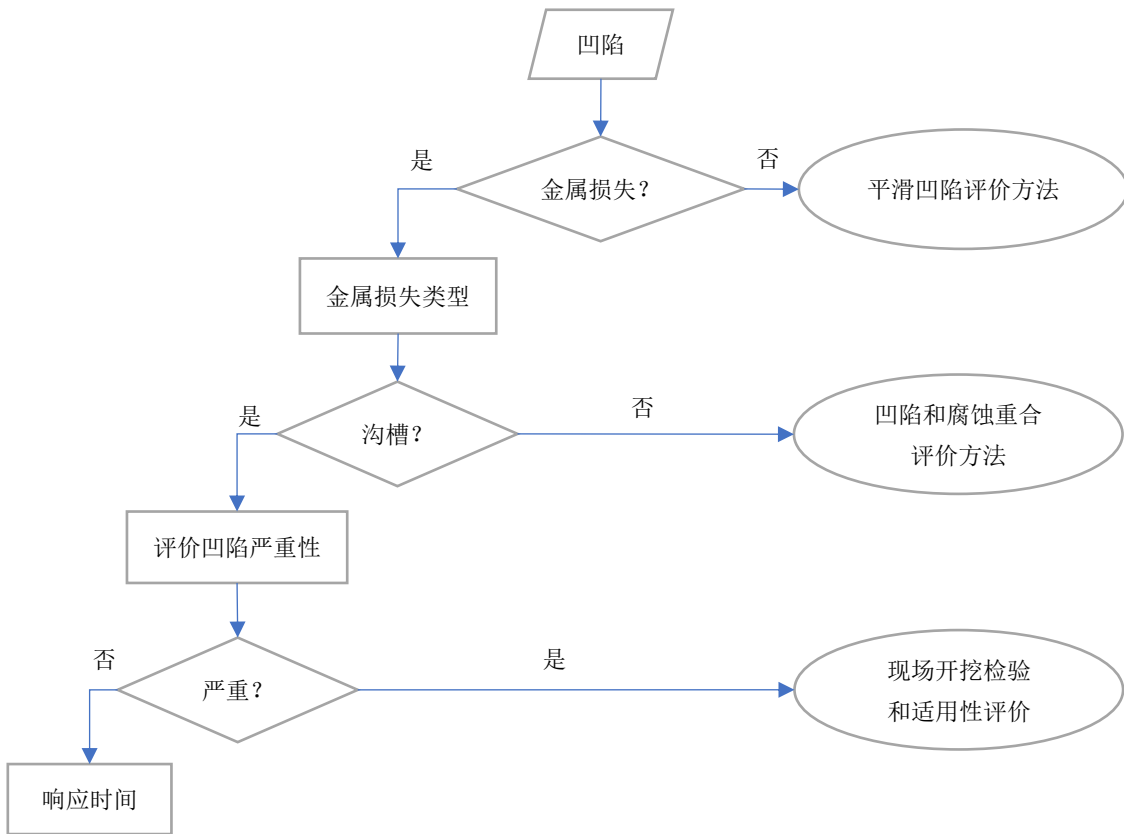 凹陷
是
否
金属损失？
平滑凹陷评价方法
金属损失类型
是
否
沟槽？
凹陷和腐蚀重合
评价方法
评价凹陷严重性
否
是
严重？
现场开挖检验
和适用性评价
响应时间